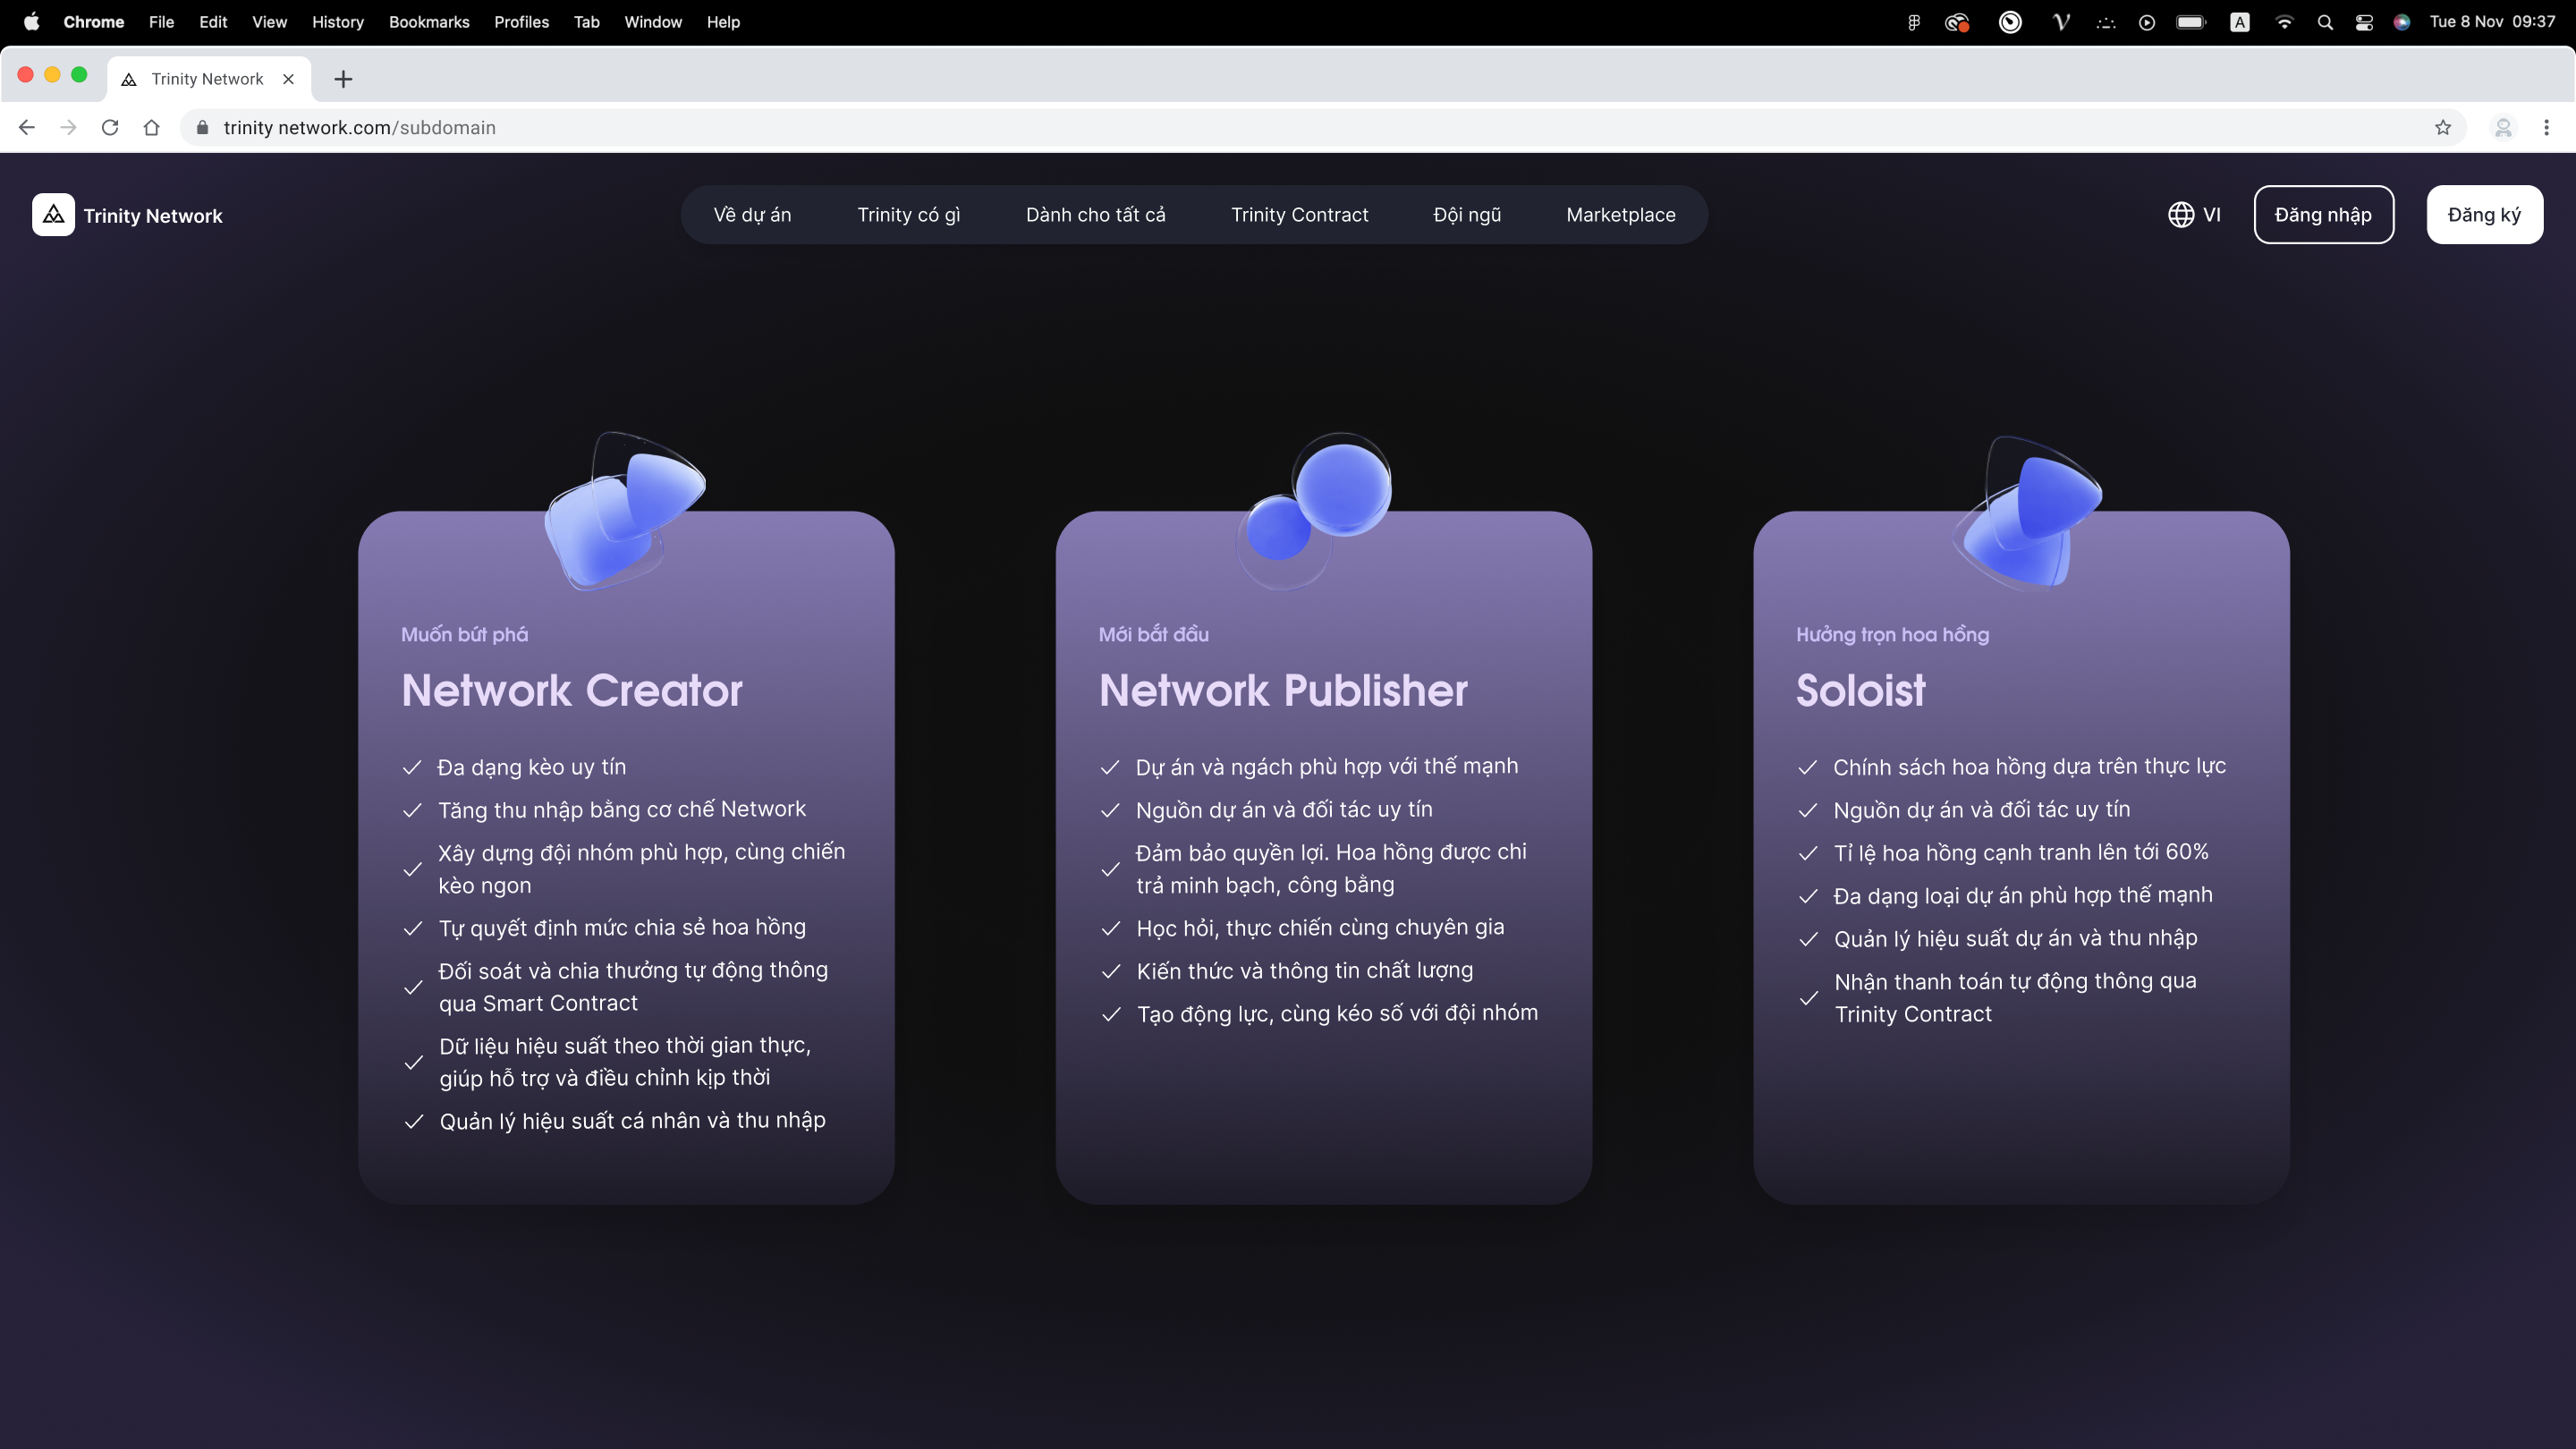 Chrome File Edit View History Bookmarks Profiles Tab Window Help A Tue 8 Nov 09:37
Trinity Network
trinity network.com/subdomain
Trinity Network
Về dự án Trinity có gì Dành cho tất cả Trinity Contract Đội ngũ Marketplace
VI Đăng nhập Đăng ký
Muốn bứt phá
Network Creator
Đa dạng kèo uy tín
Tăng thu nhập bằng cơ chế Network
Xây dựng đội nhóm phù hợp, cùng chiến
kèo ngon
Tự quyết định mức chia sẻ hoa hồng
Đối soát và chia thưởng tự động thông
qua Smart Contract
Dữ liệu hiệu suất theo thời gian thực,
giúp hỗ trợ và điều chỉnh kịp thời
Quản lý hiệu suất cá nhân và thu nhập
Mới bắt đầu
Network Publisher
Dự án và ngách phù hợp với thế mạnh
Nguồn dự án và đối tác uy tín
Đảm bảo quyền lợi. Hoa hồng được chi
trả minh bạch, công bằng
Học hỏi, thực chiến cùng chuyên gia
Kiến thức và thông tin chất lượng
Tạo động lực, cùng kéo số với đội nhóm
Hưởng trọn hoa hồng
Soloist
Chính sách hoa hồng dựa trên thực lực
Nguồn dự án và đối tác uy tín
Tỉ lệ hoa hồng cạnh tranh lên tới 60%
Đa dạng loại dự án phù hợp thế mạnh
Quản lý hiệu suất dự án và thu nhập
Nhận thanh toán tự động thông qua
Trinity Contract